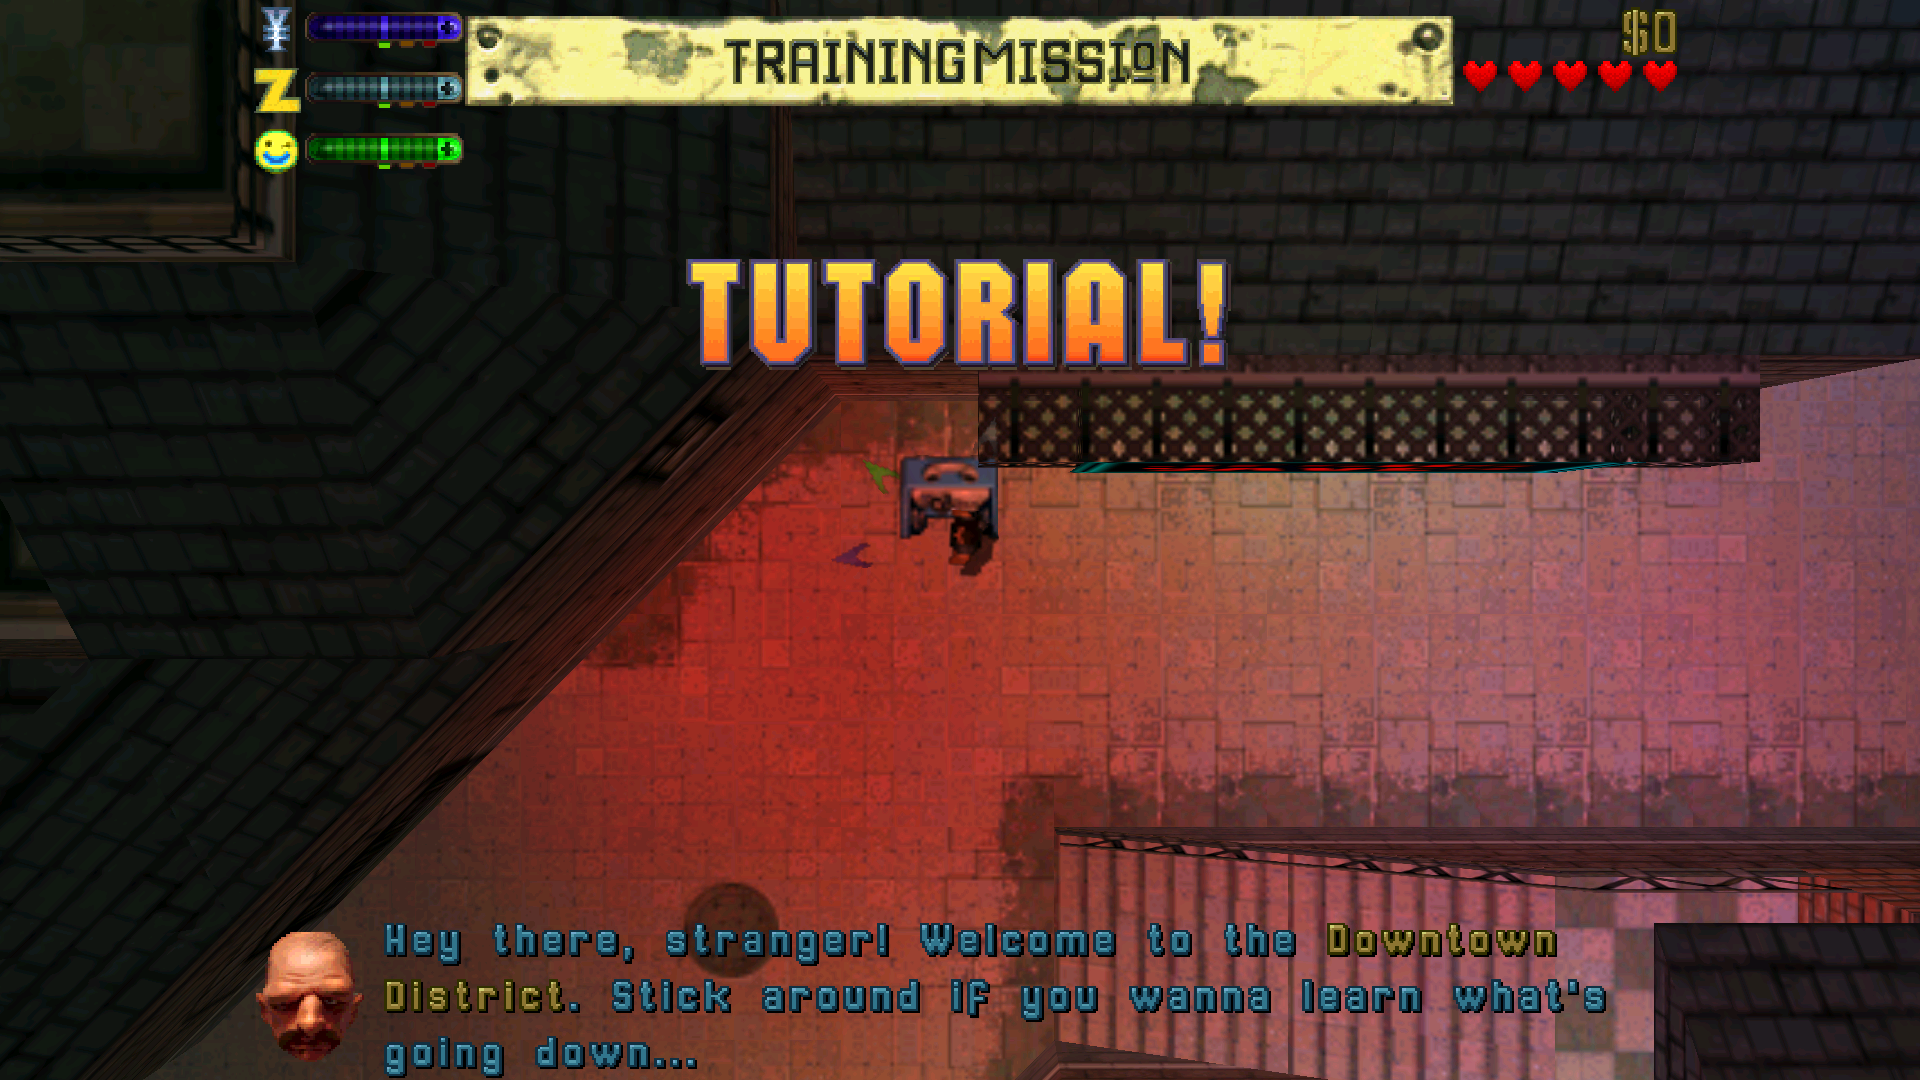 TRAINING MISSION
$0
TUTORIAL!
Hey there, stranger! Welcome to the Downtown
District. Stick around if you wanna learn what's
going down...